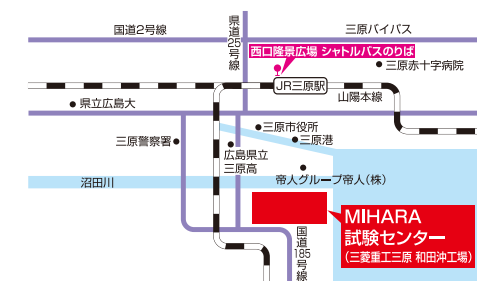 国道2号線
県道25号線
三原バイパス
西口隆景広場 シャトルバスのりば
三原赤十字病院
JR三原駅
山陽本線
県立広島大
三原市役所
三原警察署
三原港
広島県立
三原高
沼田川
帝人グループ帝人(株)
MIHARA
試験センター
(三菱重工三原 和田沖工場)
国道185号線